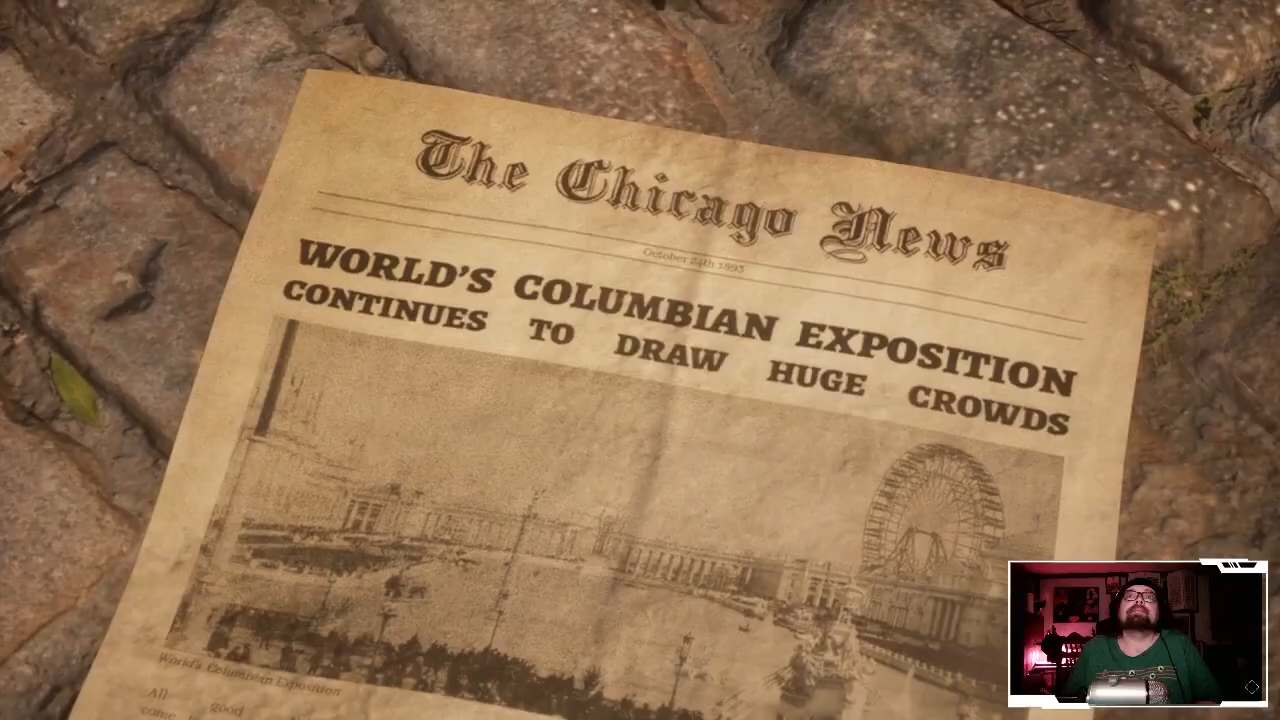 The Chicago News
October 24th 1893
WORLD'S COLUMBIAN EXPOSITION
CONTINUES TO DRAW HUGE CROWDS
World's Columbian Exposition
All good
come